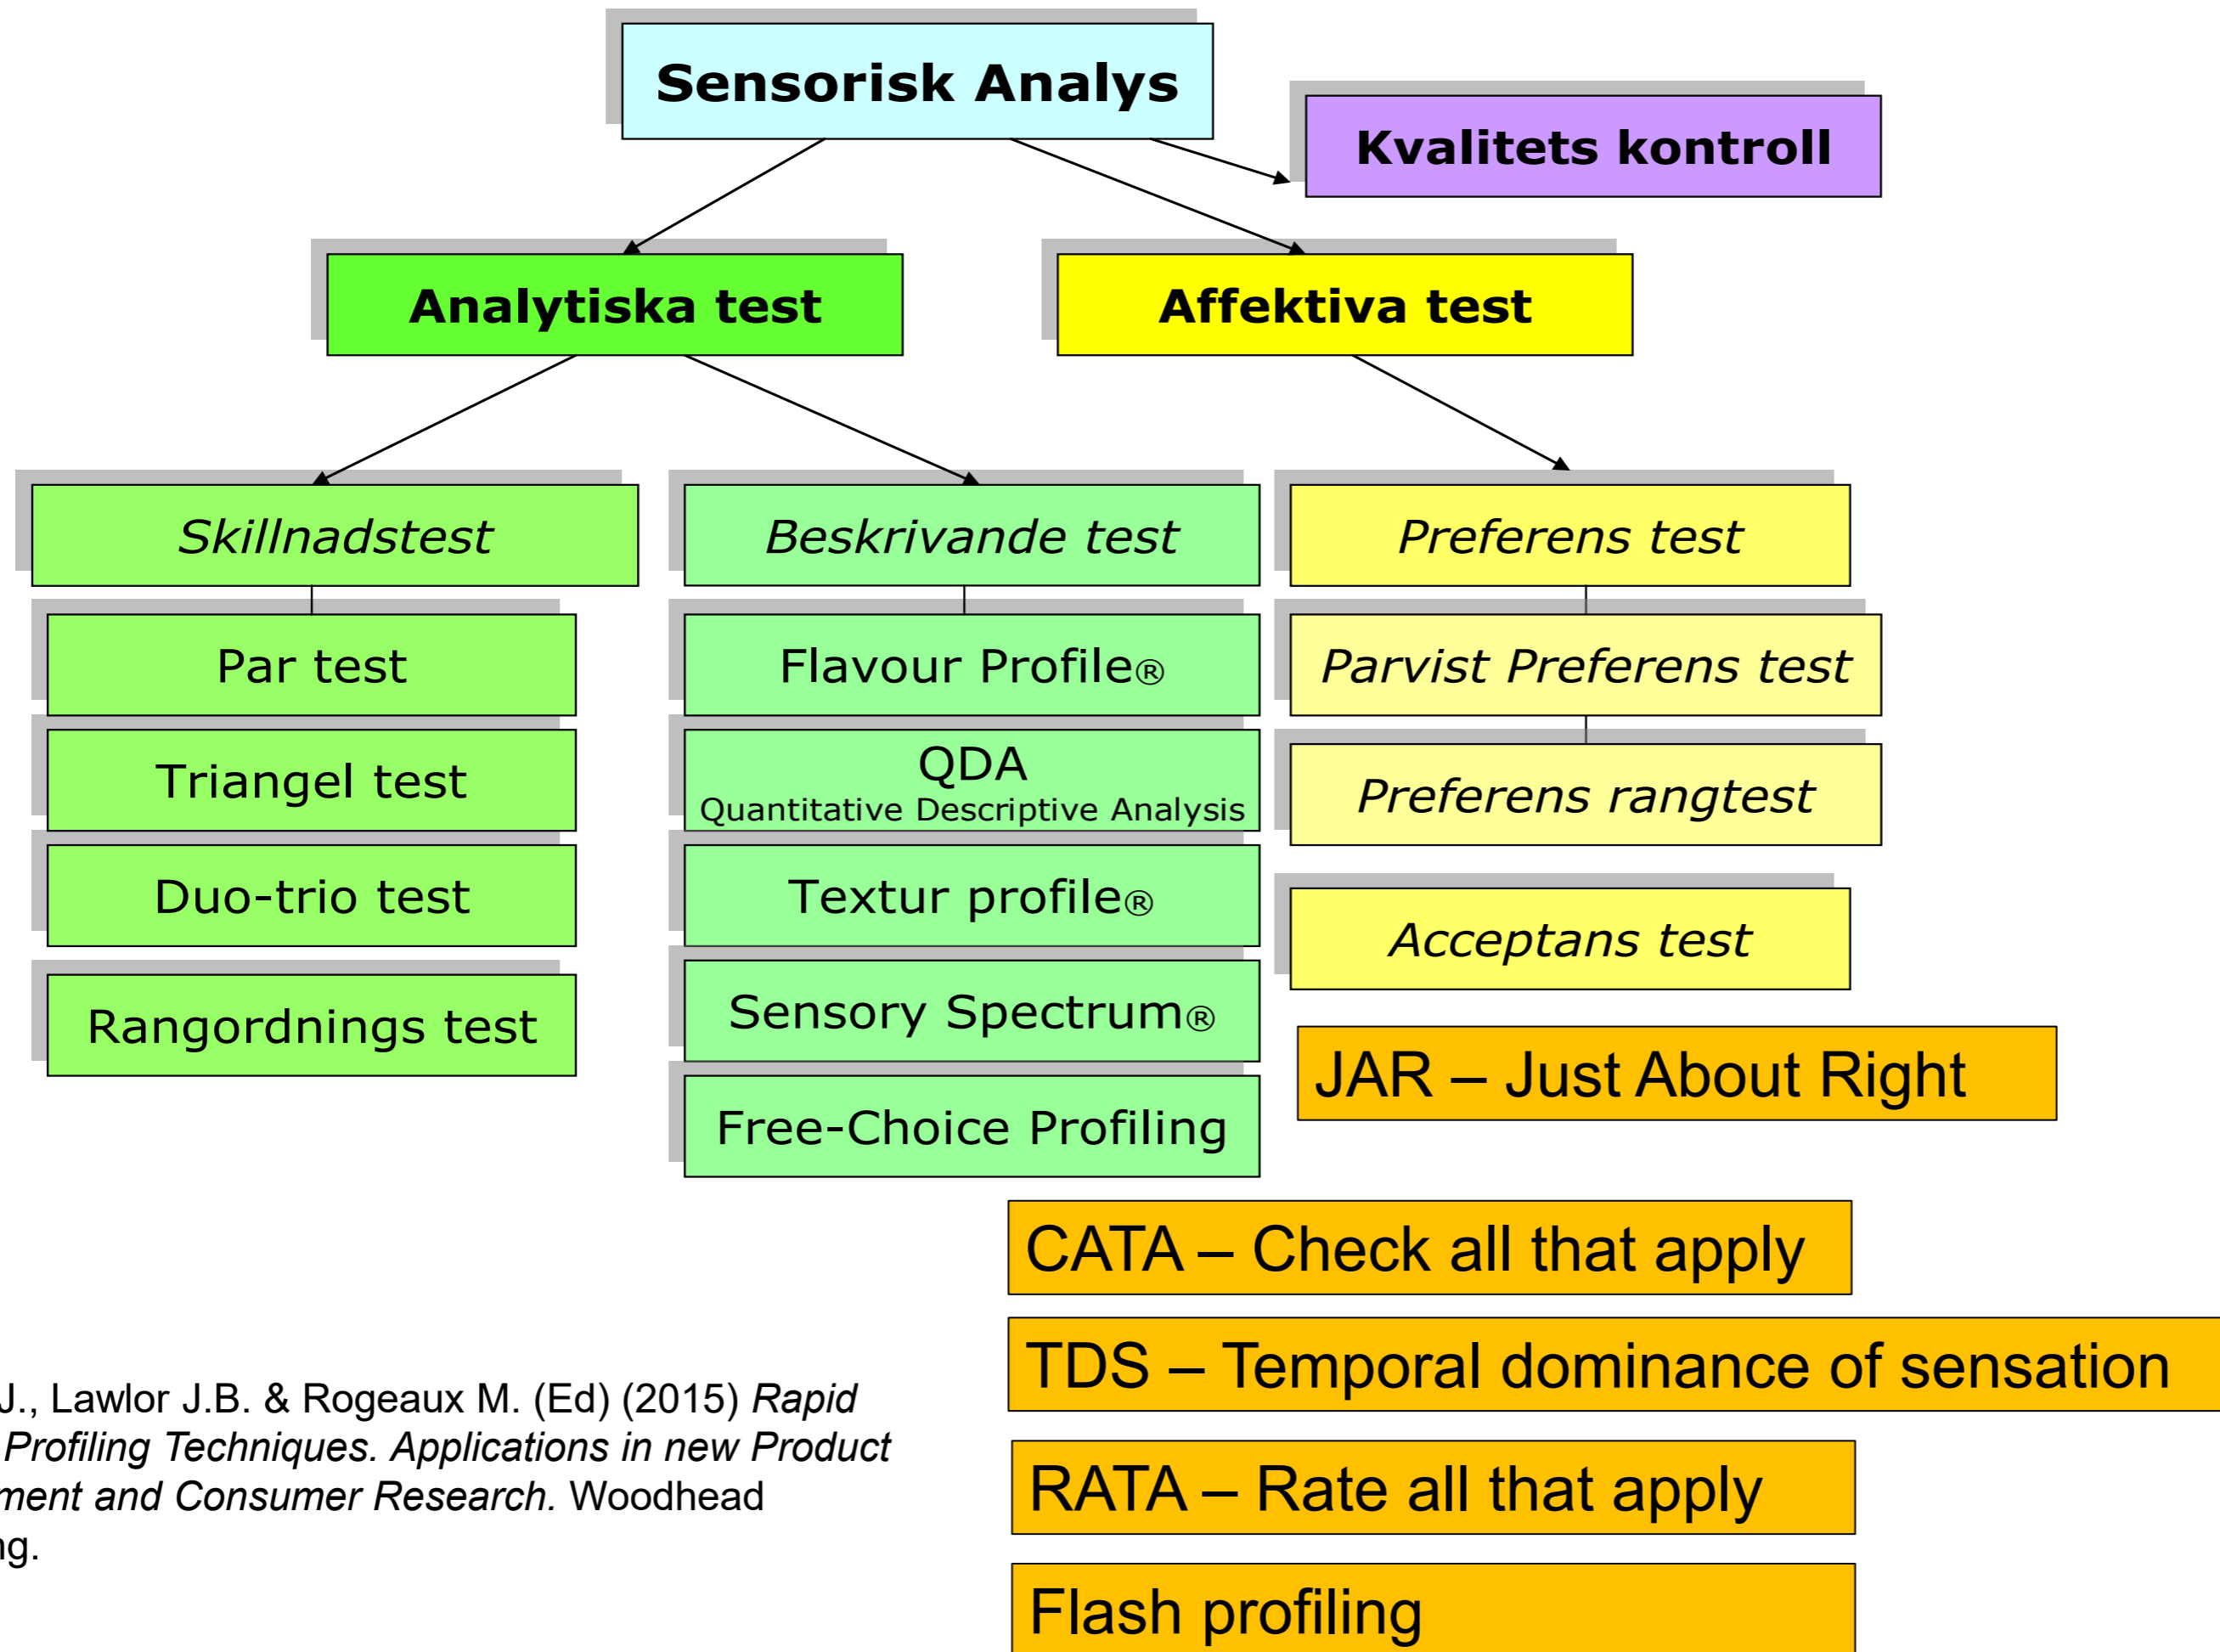 Sensorisk Analys
Kvalitets kontroll
Analytiska test
Affektiva test
Skillnadstest
Par test
Triangel test
Duo-trio test
Rangordnings test
Beskrivande test
Flavour Profile®
QDA
Quantitative Descriptive Analysis
Textur profile®
Sensory Spectrum®
Free-Choice Profiling
Preferens test
Parvist Preferens test
Preferens rangtest
Acceptans test
JAR – Just About Right
CATA – Check all that apply
TDS – Temporal dominance of sensation
RATA – Rate all that apply
Flash profiling
J., Lawlor J.B. & Rogeaux M. (Ed) (2015) Rapid
Profiling Techniques. Applications in new Product
ment and Consumer Research. Woodhead
ng.